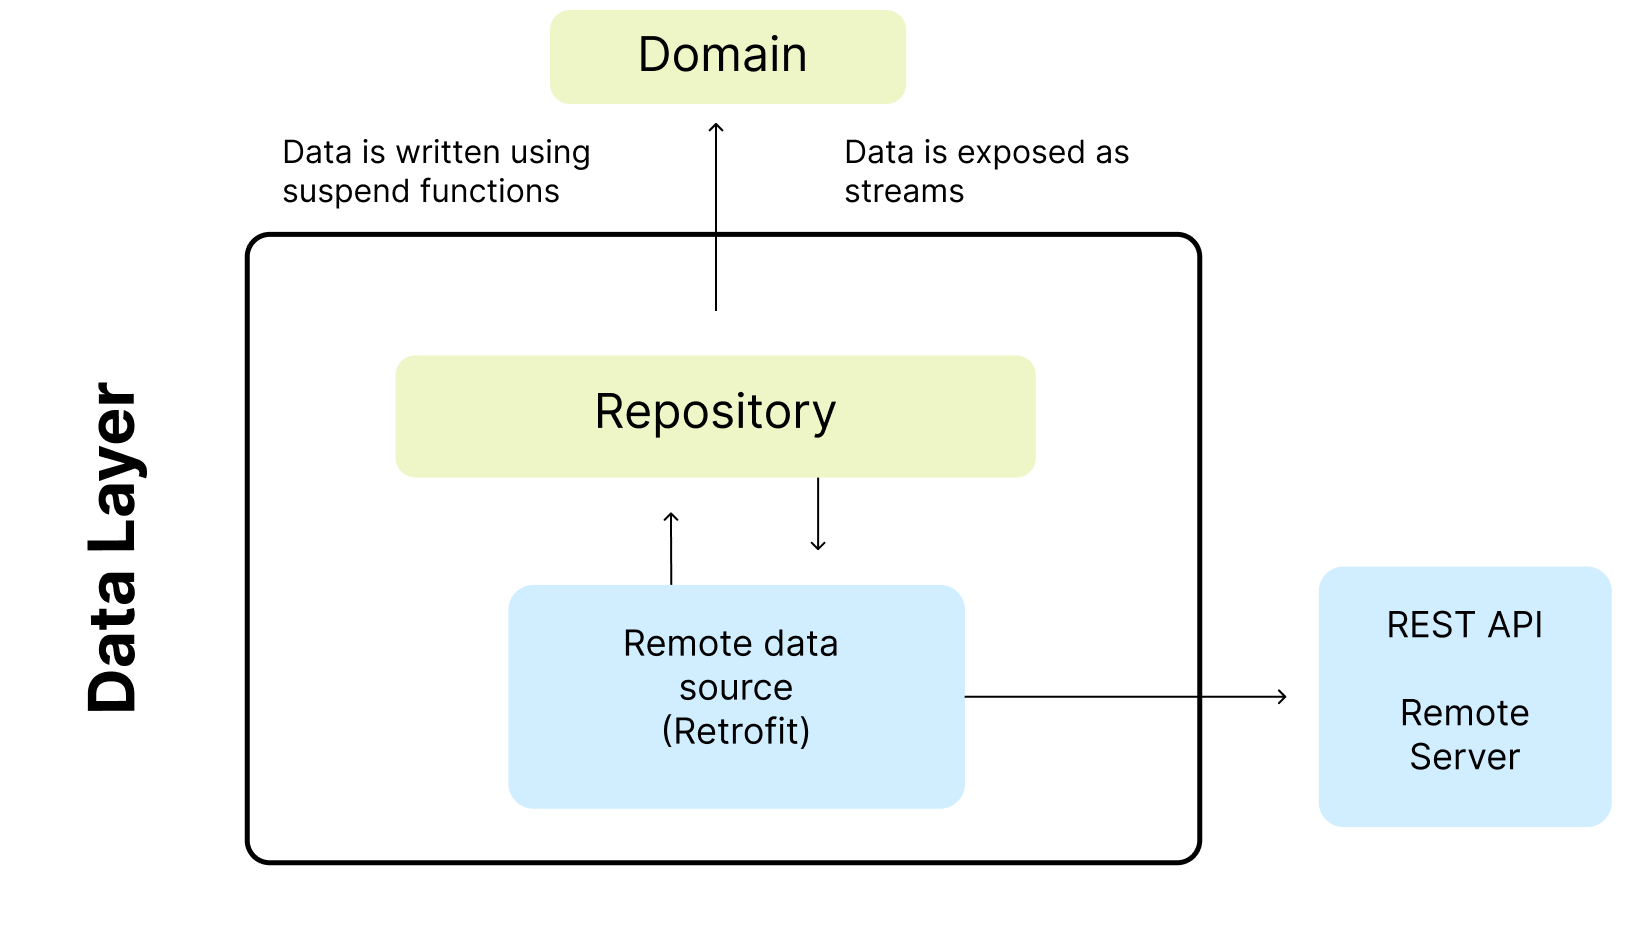 Domain
Data is written using
suspend functions
Data is exposed as
streams
Data Layer
Repository
Remote data
source
(Retrofit)
REST API
Remote
Server